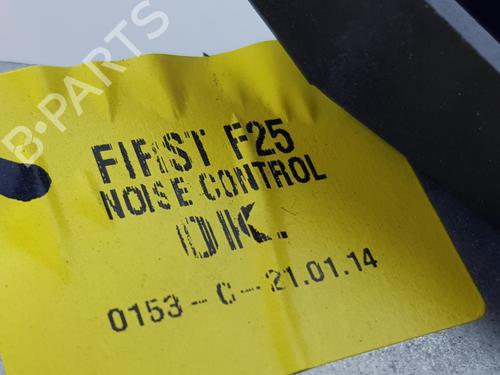 B-PARTS
FIRST F25
NOISE CONTROL
OK.
0153-C-21.01.14